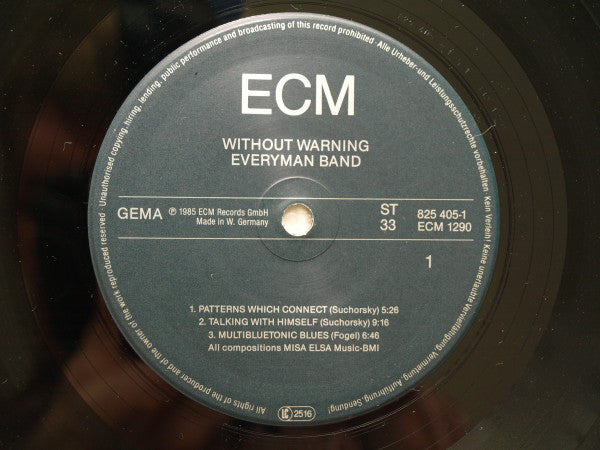 ECM
WITHOUT WARNING
EVERYMAN BAND
GEMA ℗ 1985 ECM Records GmbH
Made in W. Germany
ST
33
825 405-1
ECM 1290
1
1. PATTERNS WHICH CONNECT (Suchorsky) 5:26
2. TALKING WITH HIMSELF (Suchorsky) 9:16
3. MULTIBLUETONIC BLUES (Fogel) 6:46
All compositions MISA ELSA Music-BMI
LC 2516
All rights of the producer and of the owner of the work reproduced reserved · Unauthorised copying, hiring, lending, public performance and broadcasting of this record prohibited · Alle Urheber- und Leistungsschutzrechte vorbehalten · Kein Verleih! Keine unerlaubte Vervielfältigung, Vermietung, Aufführung, Sendung!